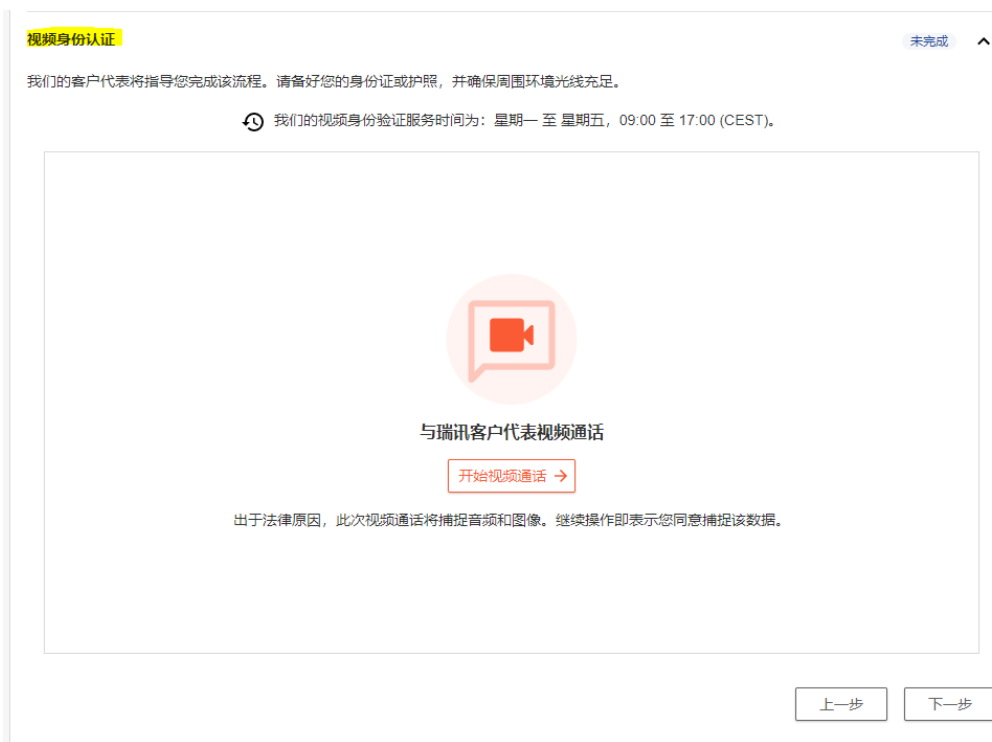 视频身份认证
未完成
我们的客户代表将指导您完成该流程。请备好您的身份证或护照，并确保周围环境光线充足。
我们的视频身份验证服务时间为：星期一 至 星期五，09:00 至 17:00 (CEST)。
与瑞讯客户代表视频通话
开始视频通话 →
出于法律原因，此次视频通话将捕捉音频和图像。继续操作即表示您同意捕捉该数据。
上一步
下一步